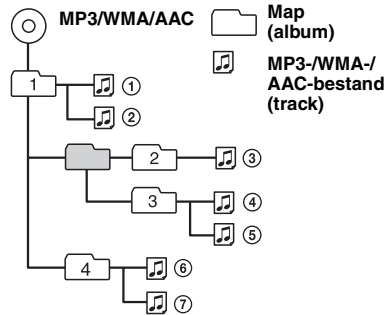 MP3/WMA/AAC
Map
(album)
MP3-/WMA-/
AAC-bestand
(track)
1
①
②
2
③
3
④
⑤
4
⑥
⑦